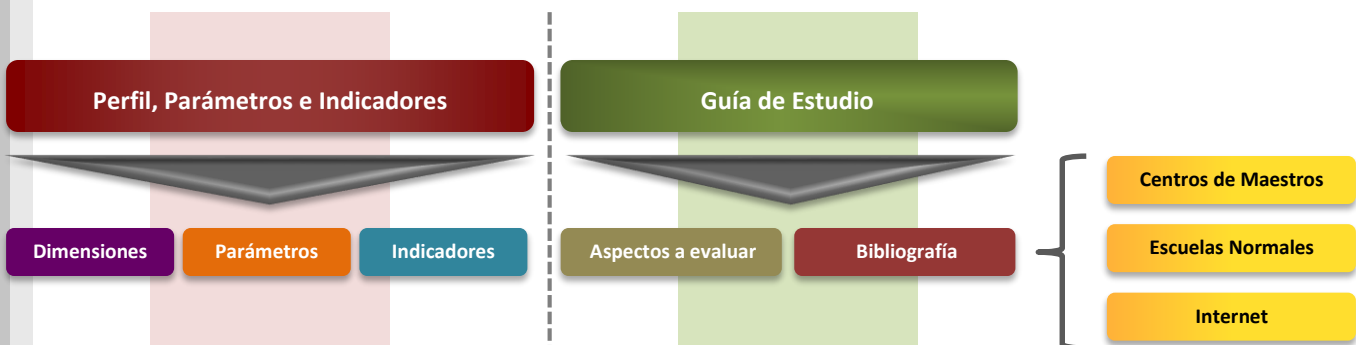 Perfil, Parámetros e Indicadores
Guía de Estudio
Dimensiones
Parámetros
Indicadores
Aspectos a evaluar
Bibliografía
Centros de Maestros
Escuelas Normales
Internet